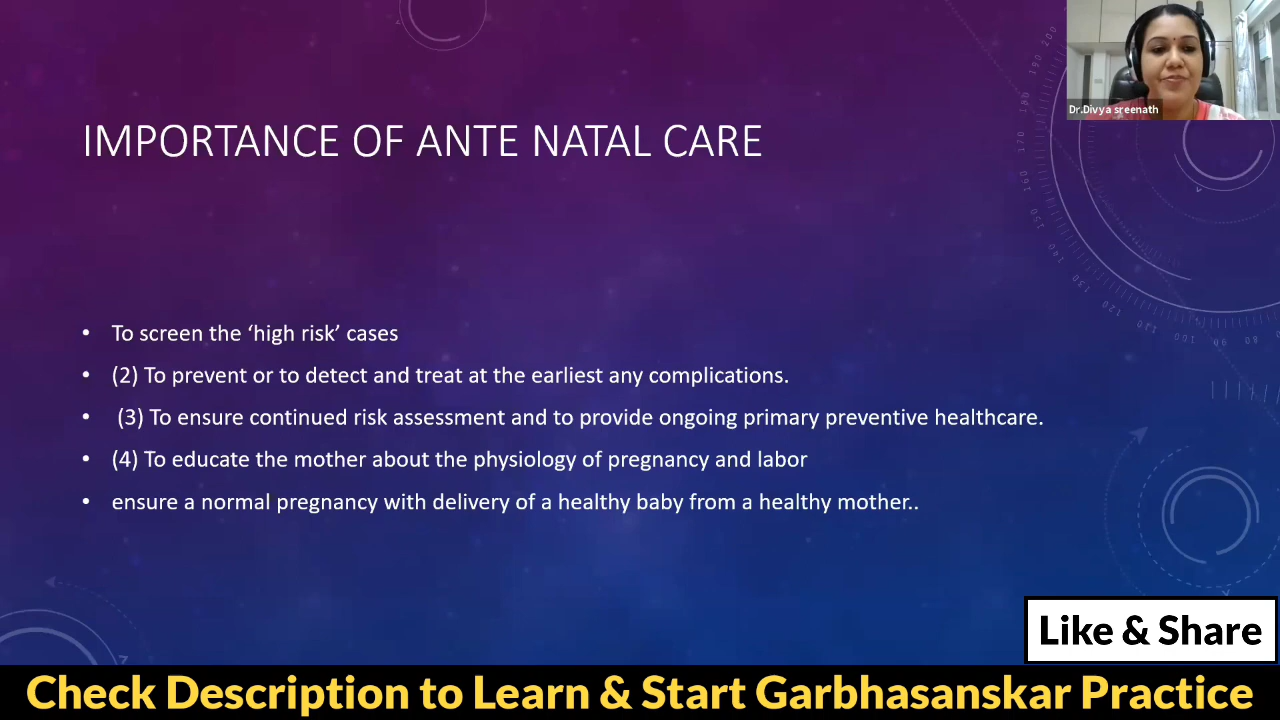 Dr.Divya sreenath
IMPORTANCE OF ANTE NATAL CARE
• To screen the ‘high risk’ cases
• (2) To prevent or to detect and treat at the earliest any complications.
• (3) To ensure continued risk assessment and to provide ongoing primary preventive healthcare.
• (4) To educate the mother about the physiology of pregnancy and labor
• ensure a normal pregnancy with delivery of a healthy baby from a healthy mother..
Like & Share
Check Description to Learn & Start Garbhasanskar Practice